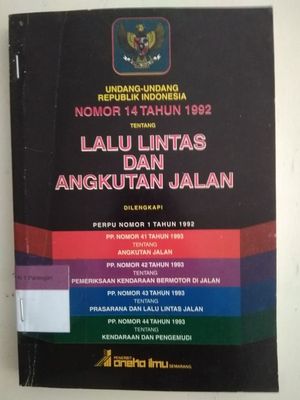 UNDANG-UNDANG
REPUBLIK INDONESIA
NOMOR 14 TAHUN 1992
TENTANG
LALU LINTAS
DAN
ANGKUTAN JALAN
DILENGKAPI
PERPU NOMOR 1 TAHUN 1992
PP. NOMOR 41 TAHUN 1993
TENTANG
ANGKUTAN JALAN
PP. NOMOR 42 TAHUN 1993
TENTANG
PEMERIKSAAN KENDARAAN BERMOTOR DI JALAN
PP. NOMOR 43 TAHUN 1993
TENTANG
PRASARANA DAN LALU LINTAS JALAN
PP. NOMOR 44 TAHUN 1993
TENTANG
KENDARAAN DAN PENGEMUDI
PENERBIT
aneka ilmu
SEMARANG